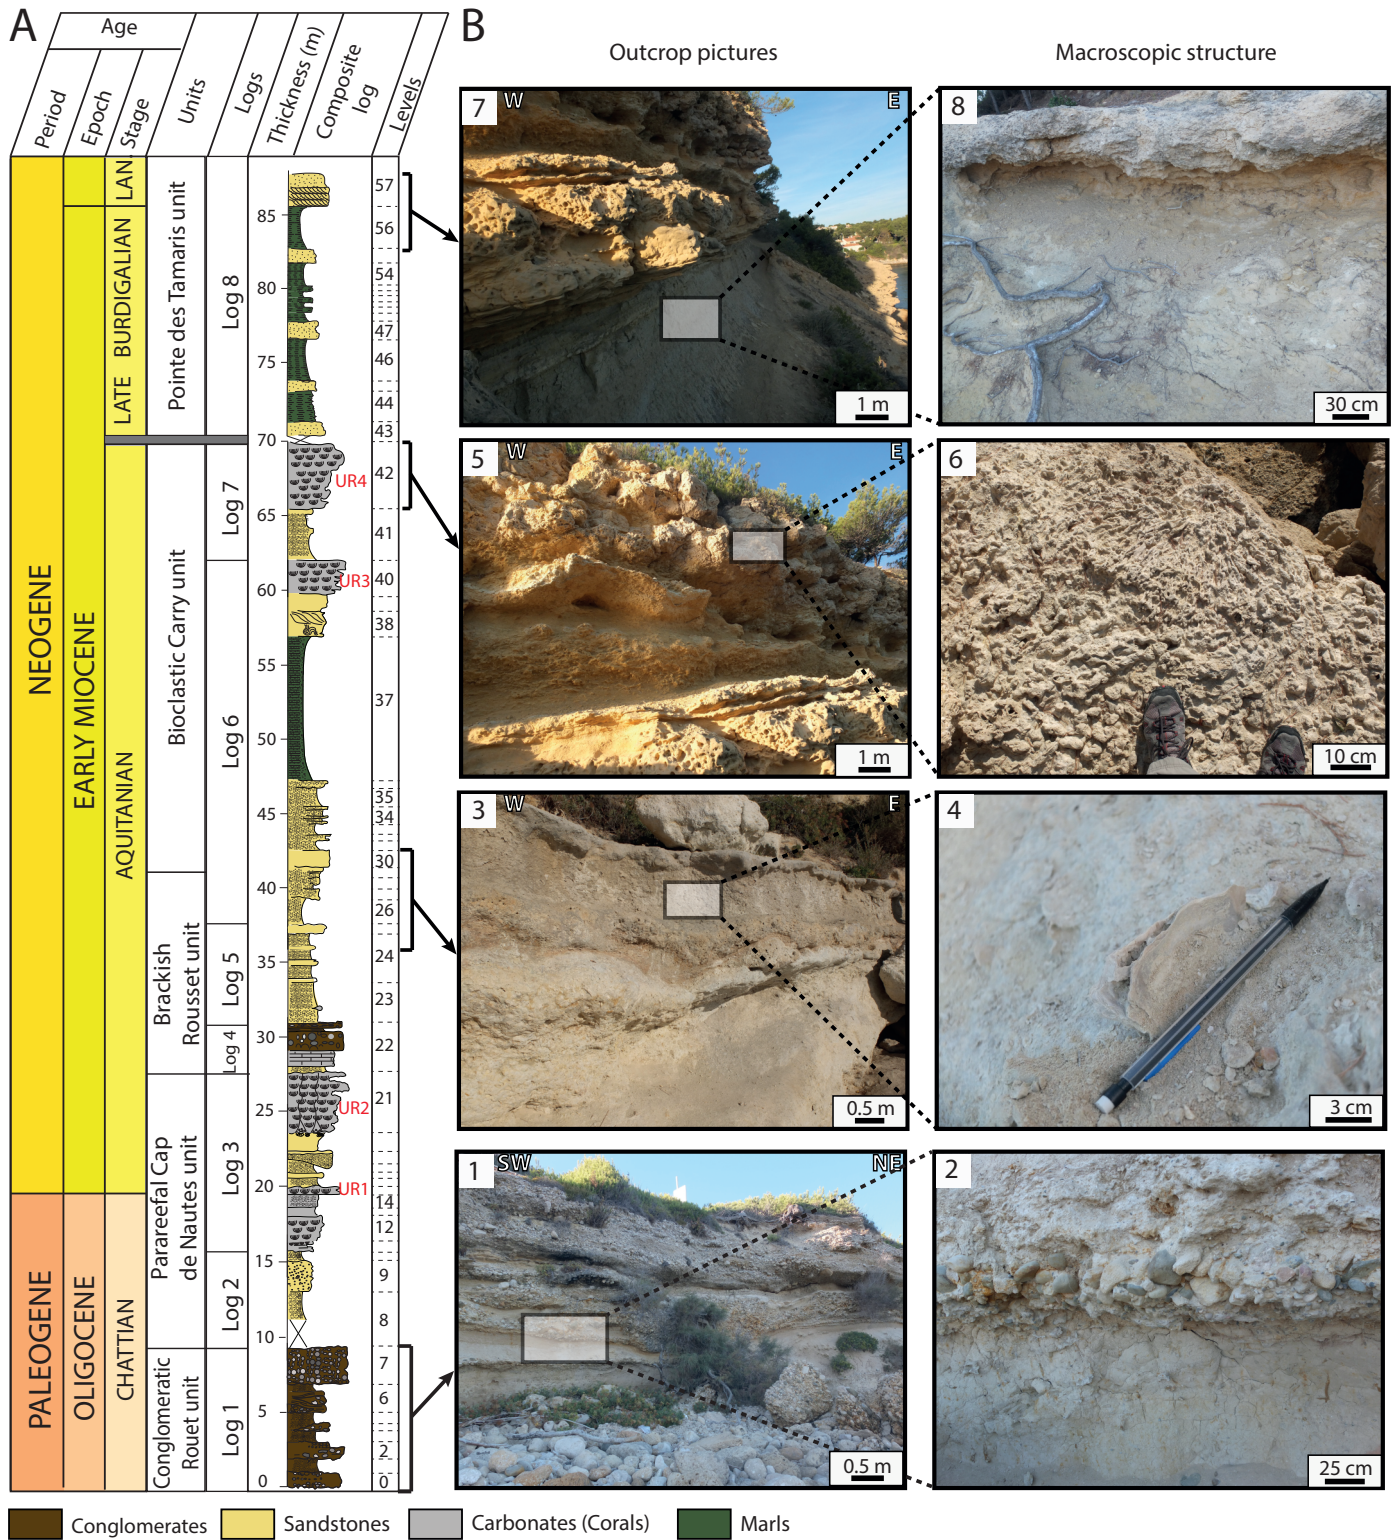 A
B
Outcrop pictures
Macroscopic structure
Age
Period
Epoch
Stage
Units
Logs
Thickness (m)
Composite
log
Levels
NEOGENE
PALEOGENE
EARLY MIOCENE
OLIGOCENE
LAN.
LATE BURDIGALIAN
AQUITANIAN
CHATTIAN
Pointe des Tamaris unit
Bioclastic Carry unit
Brackish
Rousset unit
Parareefal Cap
de Nautes unit
Conglomeratic
Rouet unit
Log 8
Log 7
Log 6
Log 5
Log 4
Log 3
Log 2
Log 1
85
80
75
70
65
60
55
50
45
40
35
30
25
20
15
10
5
0
UR4
UR3
UR2
UR1
57
56
54
47
46
44
43
42
41
40
38
37
35
34
30
26
24
23
22
21
14
12
9
8
7
6
2
0
7
W
E
1 m
8
30 cm
5
W
E
1 m
6
10 cm
3
W
E
0.5 m
4
3 cm
1
SW
NE
0.5 m
2
25 cm
Conglomerates
Sandstones
Carbonates (Corals)
Marls